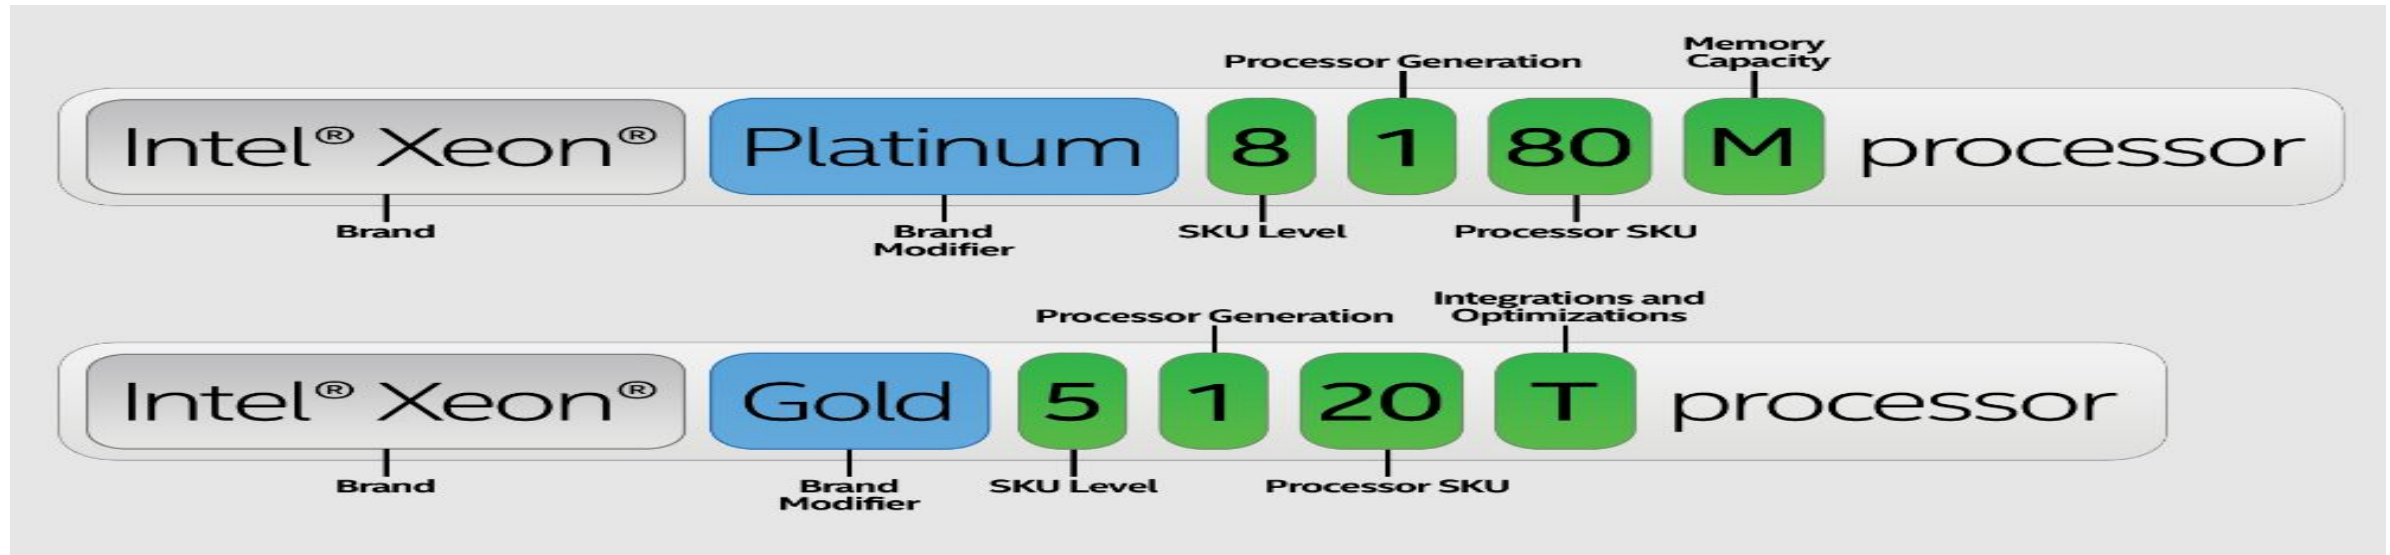 Memory
Processor Generation Capacity
Intel® Xeon® Platinum 8 1 80 M processor
Brand Brand SKU Level Processor SKU
Modifier
Integrations and
Processor Generation Optimizations
Intel® Xeon® Gold 5 1 20 T processor
Brand Brand SKU Level Processor SKU
Modifier